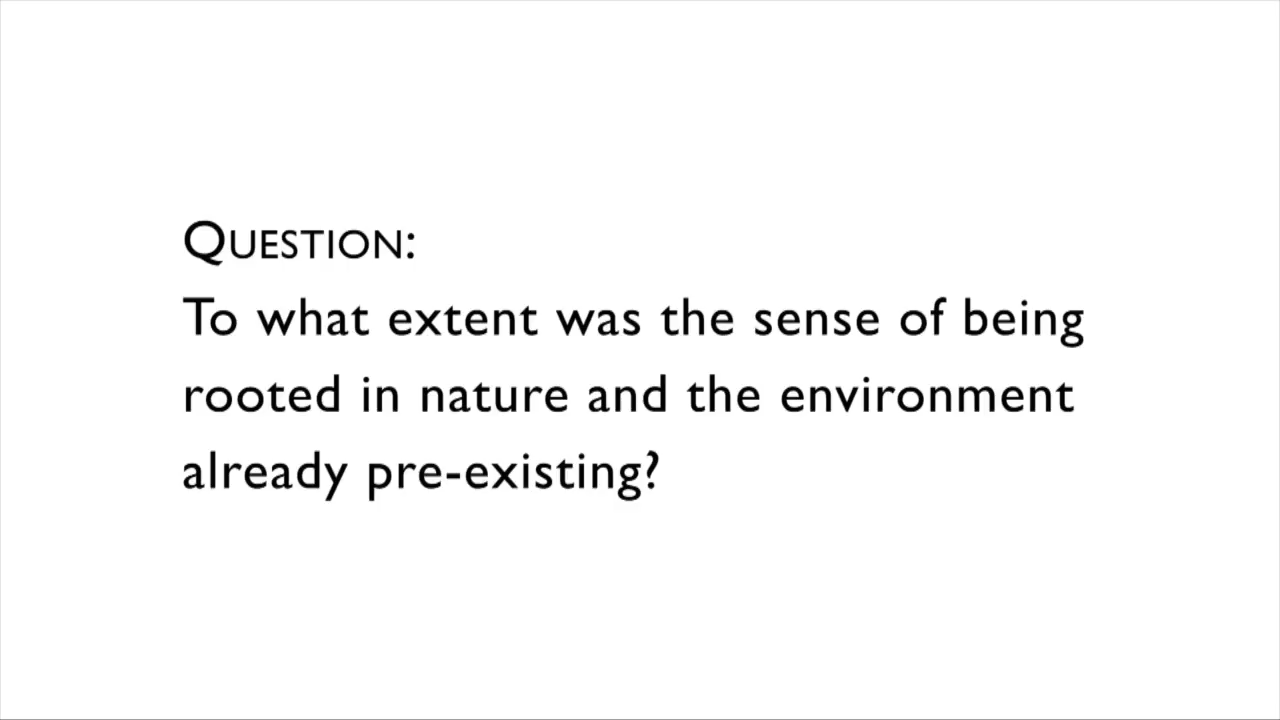 QUESTION:
To what extent was the sense of being
rooted in nature and the environment
already pre-existing?